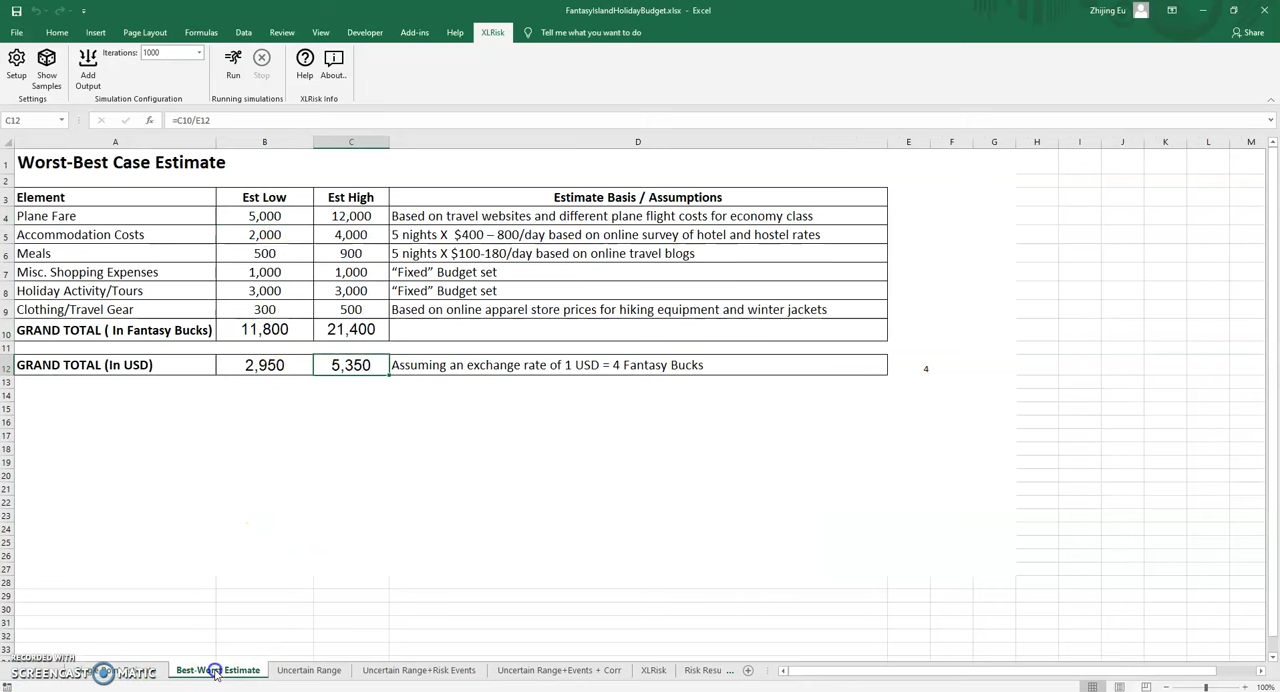 FantasyIslandHolidayBudget.xlsx - Excel
Zhijing Eu
File Home Insert Page Layout Formulas Data Review View Developer Add-ins Help XLRisk Tell me what you want to do Share
Iterations: 1000
Setup Show Samples Add Output Run Stop Help About..
Settings Simulation Configuration Running simulations XLRisk Info
C12 fx =C10/E12
A B C D E F G H I J K L M
1 Worst-Best Case Estimate
2
3 Element Est Low Est High Estimate Basis / Assumptions
4 Plane Fare 5,000 12,000 Based on travel websites and different plane flight costs for economy class
5 Accommodation Costs 2,000 4,000 5 nights X $400 – 800/day based on online survey of hotel and hostel rates
6 Meals 500 900 5 nights X $100-180/day based on online travel blogs
7 Misc. Shopping Expenses 1,000 1,000 “Fixed” Budget set
8 Holiday Activity/Tours 3,000 3,000 “Fixed” Budget set
9 Clothing/Travel Gear 300 500 Based on online apparel store prices for hiking equipment and winter jackets
10 GRAND TOTAL ( In Fantasy Bucks) 11,800 21,400
11
12 GRAND TOTAL (In USD) 2,950 5,350 Assuming an exchange rate of 1 USD = 4 Fantasy Bucks 4
13
14
15
16
17
18
19
20
21
22
23
24
25
26
27
28
29
30
31
32
33
RECORDED WITH
SCREENCAST MATIC
Best-Worst Estimate Uncertain Range Uncertain Range+Risk Events Uncertain Range+Events + Corr XLRisk Risk Resu ...
100%